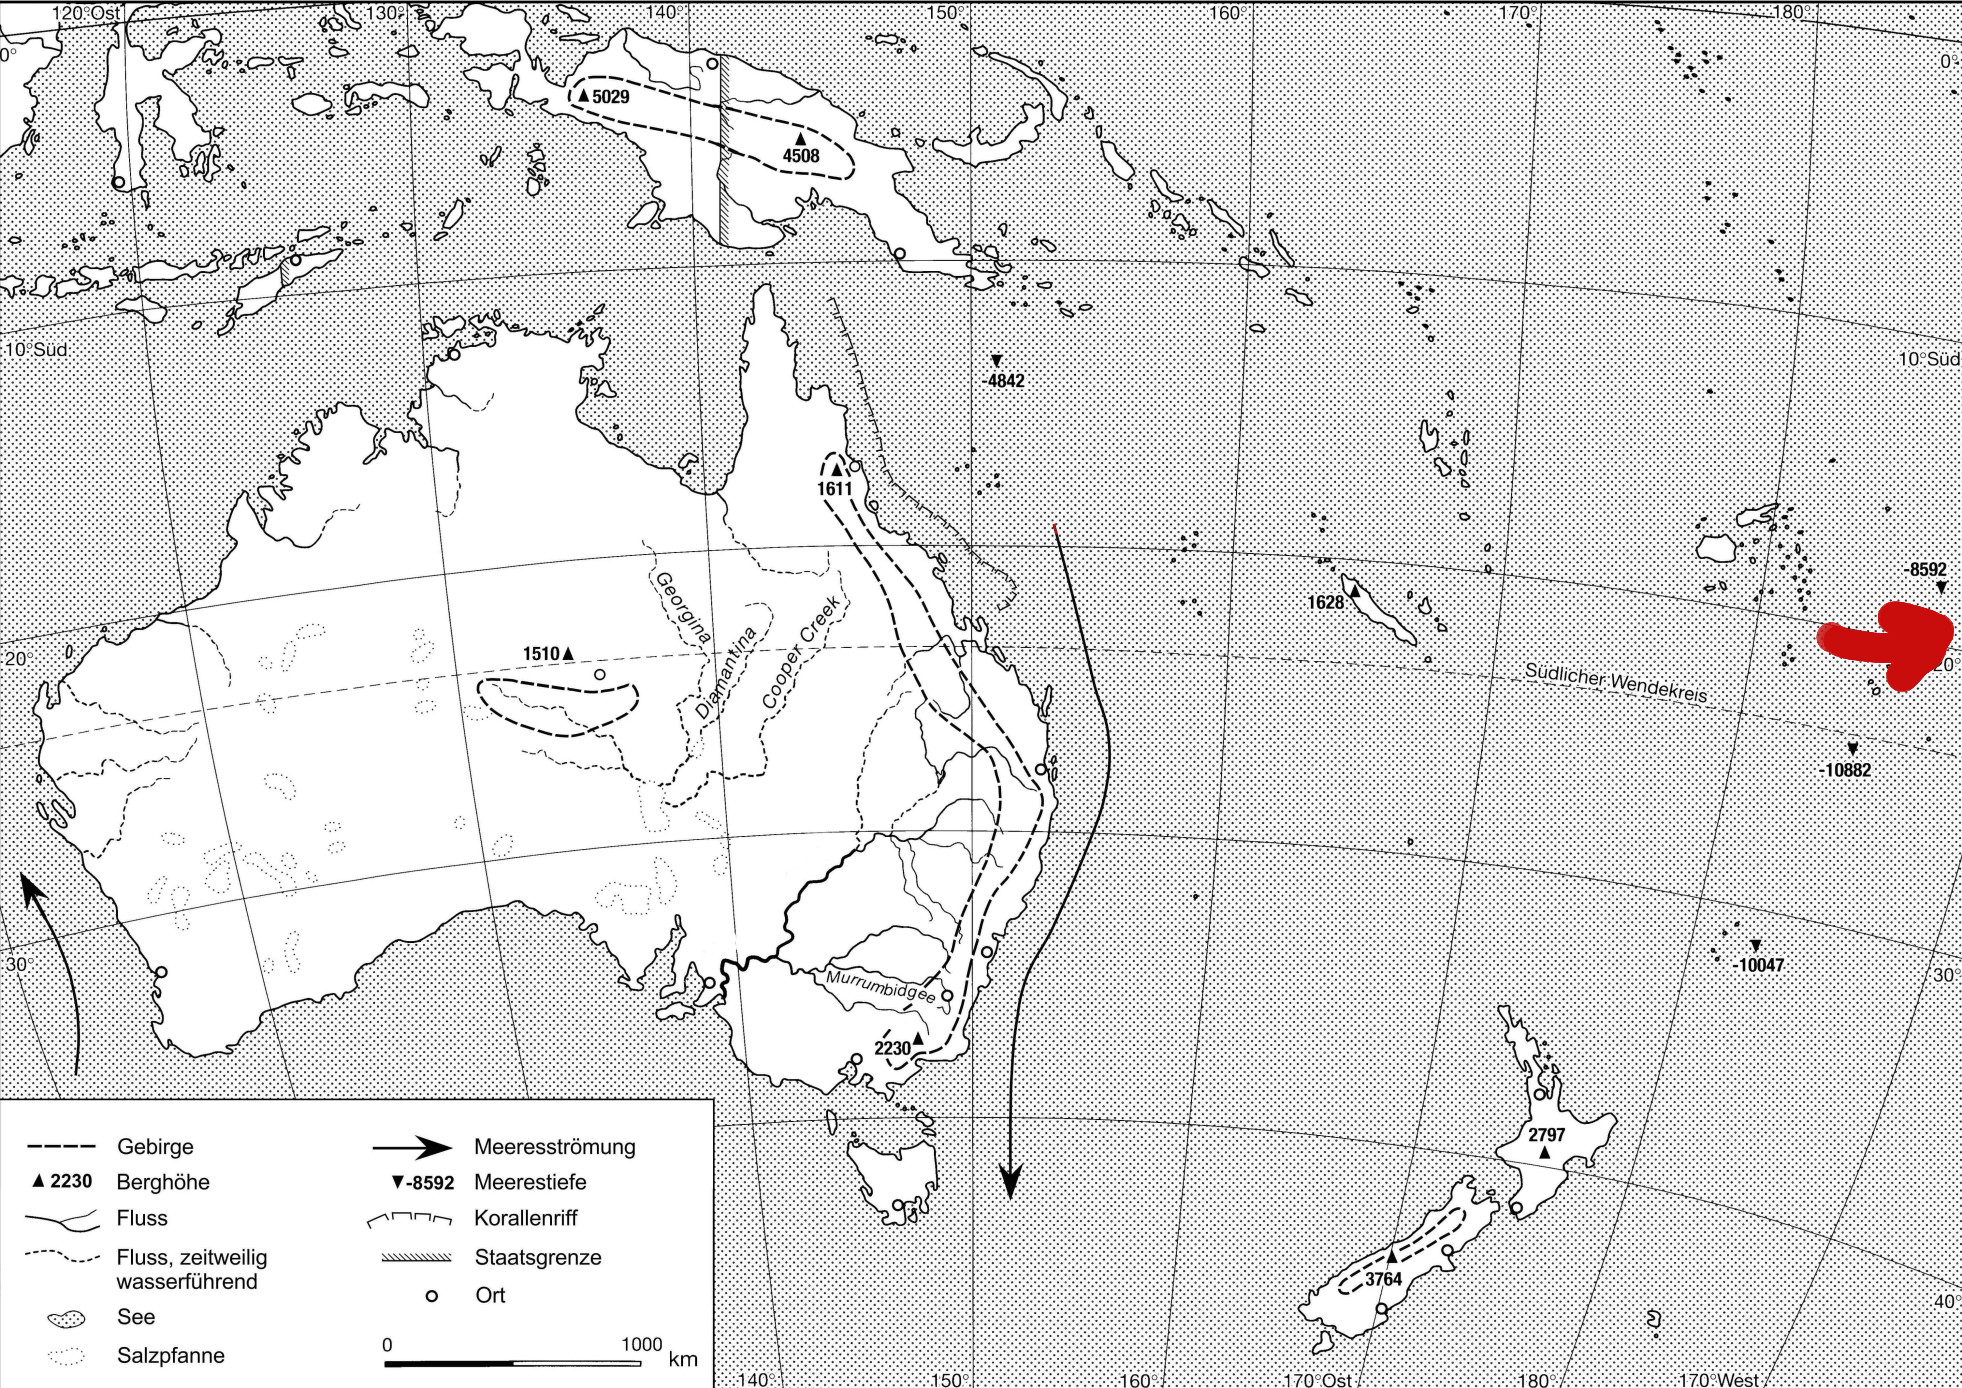 120°Ost
130°
140°
150°
160°
170°
180°
0°
0°
5029
4508
10°Süd
10°Süd
-4842
1611
-8592
Georgina
Diamantina
Cooper Creek
1510
1628
20°
20°
Südlicher Wendekreis
-10882
30°
30°
-10047
Murrumbidgee
2230
2797
3764
40°
Gebirge
2230 Berghöhe
Fluss
Fluss, zeitweilig
wasserführend
See
Salzpfanne
Meeresströmung
-8592 Meerestiefe
Korallenriff
Staatsgrenze
Ort
0 1000 km
140°
150°
160°
170°Ost
180°
170°West